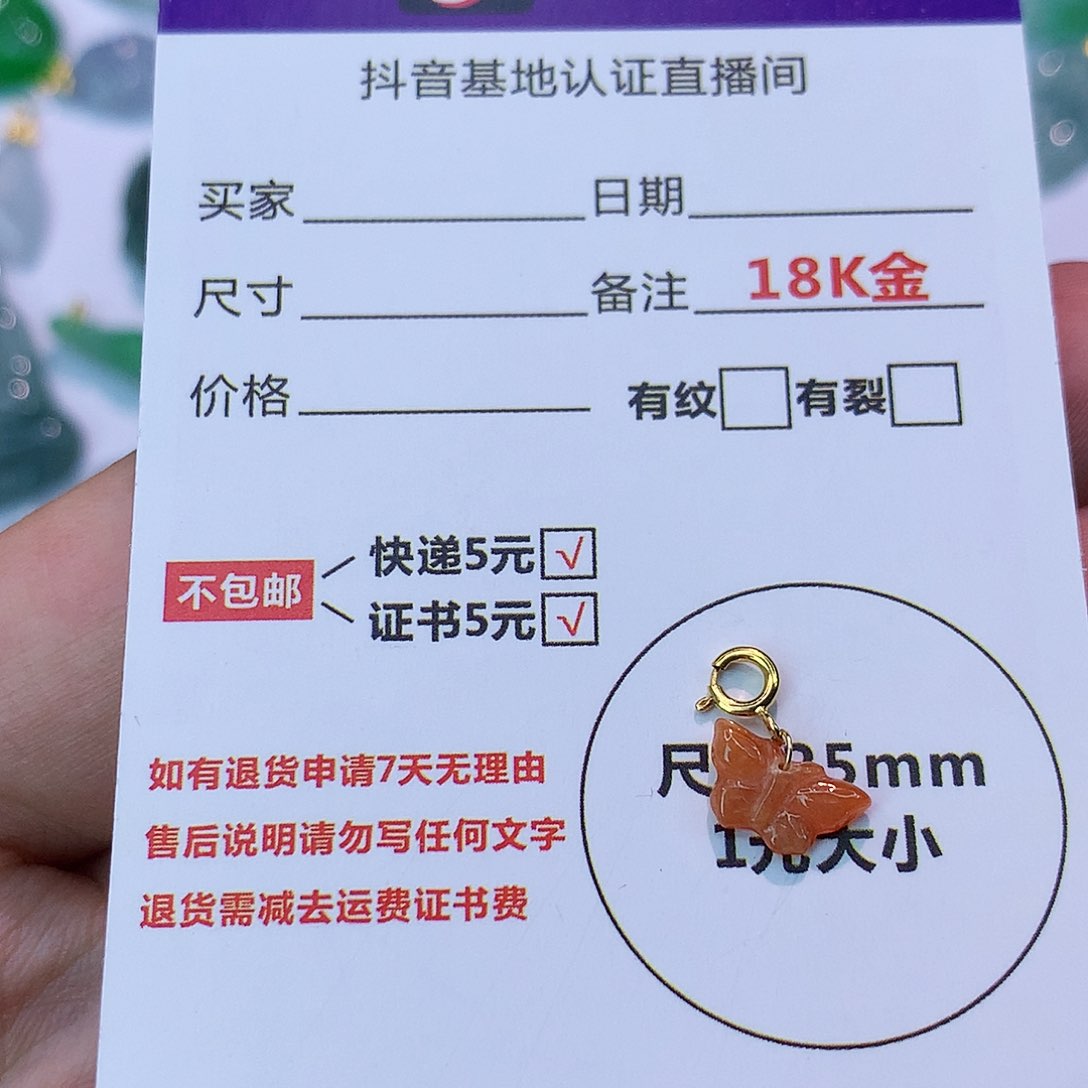 抖音基地认证直播间
买家 日期
尺寸 备注 18K金
价格 有纹 有裂
不包邮 快递5元 √
证书5元 √
如有退货申请7天无理由
售后说明请勿写任何文字
退货需减去运费证书费
尺 5mm
1元大小